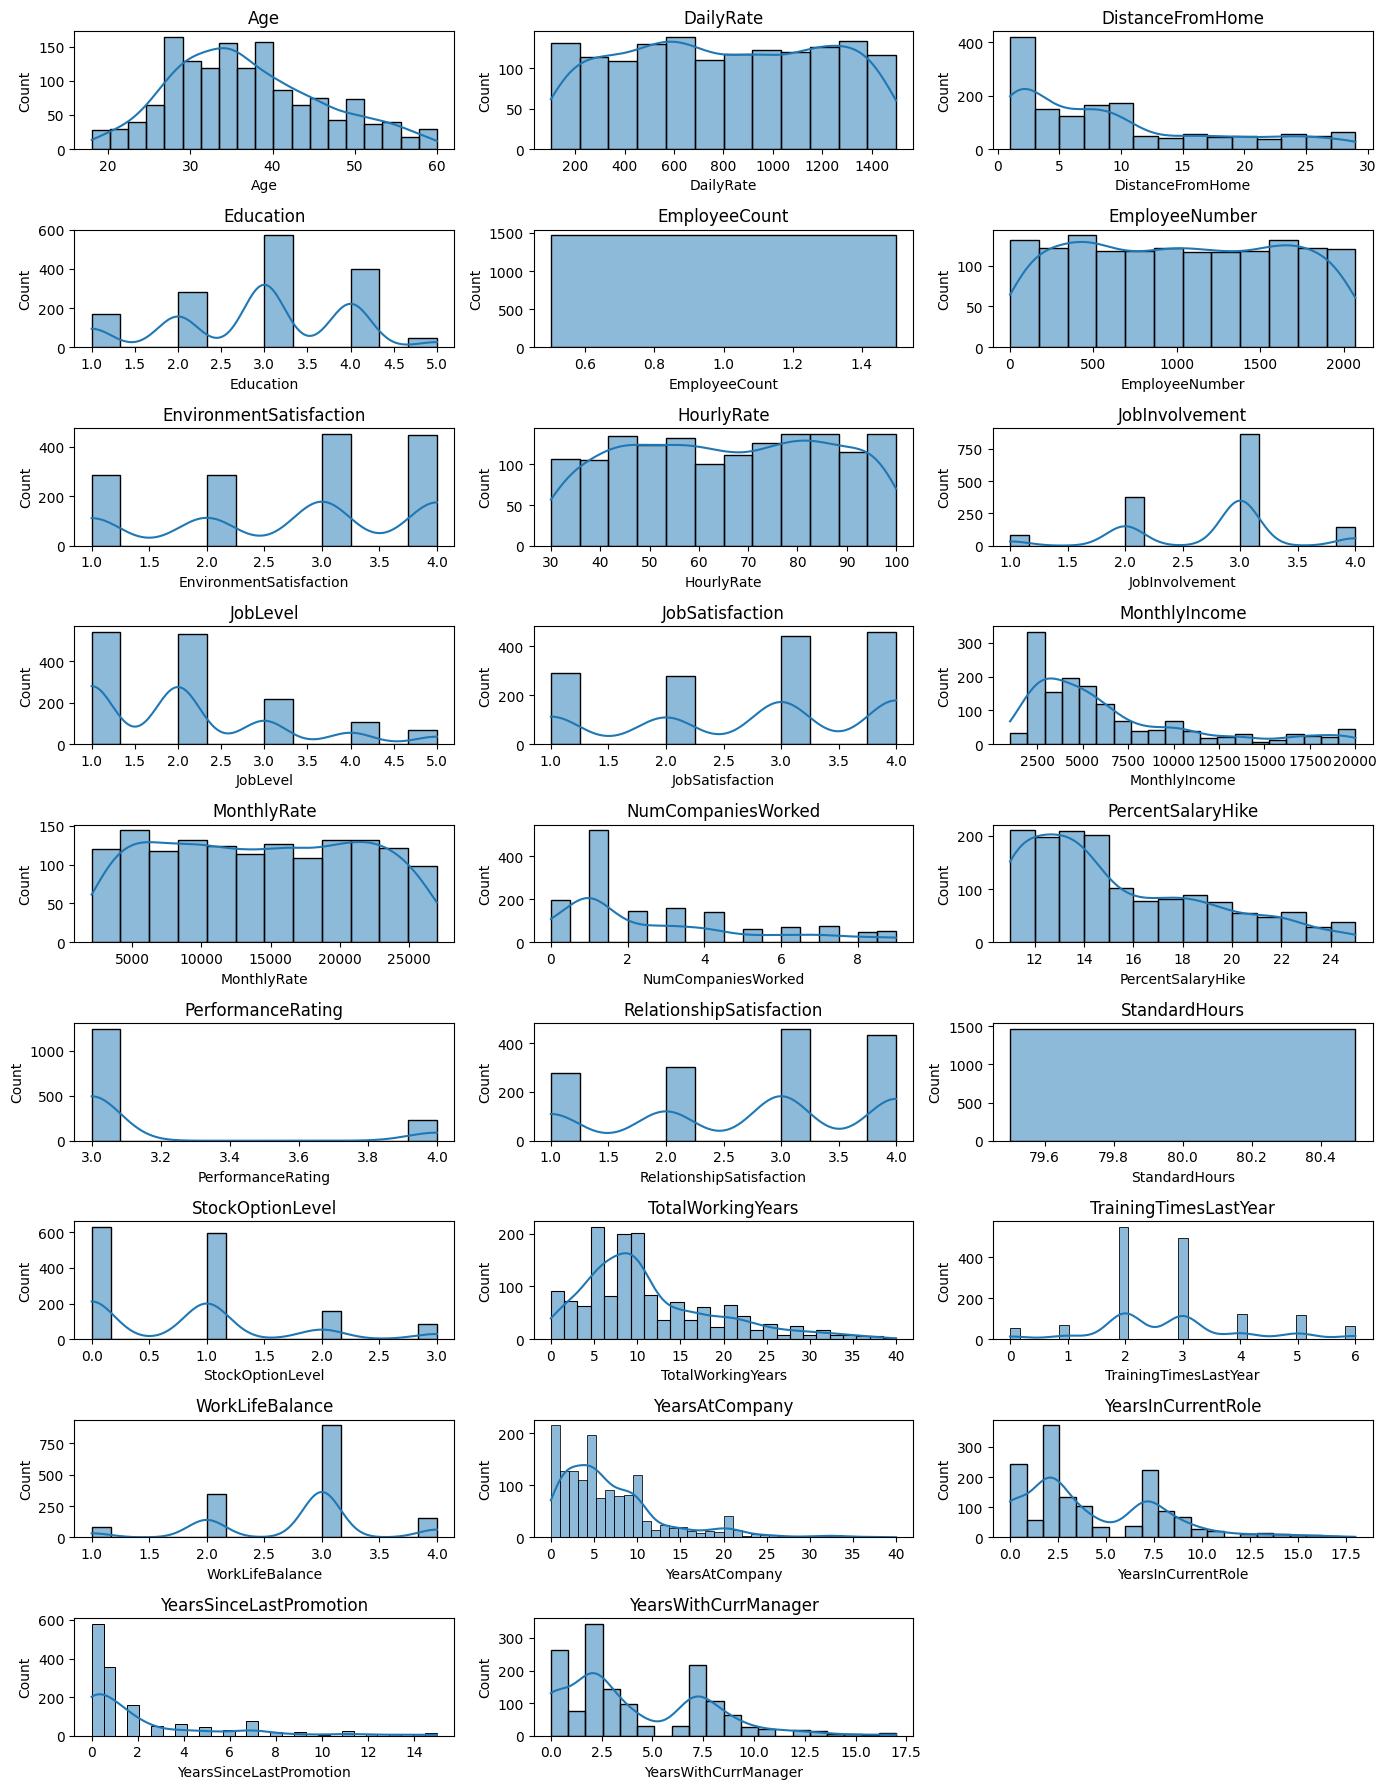 Age DailyRate DistanceFromHome
Count 0 50 100 150 20 30 40 50 60 Age
Count 0 50 100 200 400 600 800 1000 1200 1400 DailyRate
Count 0 200 400 0 5 10 15 20 25 30 DistanceFromHome
Education EmployeeCount EmployeeNumber
Count 0 200 400 600 1.0 1.5 2.0 2.5 3.0 3.5 4.0 4.5 5.0 Education
Count 0 500 1000 1500 0.6 0.8 1.0 1.2 1.4 EmployeeCount
Count 0 50 100 0 500 1000 1500 2000 EmployeeNumber
EnvironmentSatisfaction HourlyRate JobInvolvement
Count 0 200 400 1.0 1.5 2.0 2.5 3.0 3.5 4.0 EnvironmentSatisfaction
Count 0 50 100 30 40 50 60 70 80 90 100 HourlyRate
Count 0 250 500 750 1.0 1.5 2.0 2.5 3.0 3.5 4.0 JobInvolvement
JobLevel JobSatisfaction MonthlyIncome
Count 0 200 400 1.0 1.5 2.0 2.5 3.0 3.5 4.0 4.5 5.0 JobLevel
Count 0 200 400 1.0 1.5 2.0 2.5 3.0 3.5 4.0 JobSatisfaction
Count 0 100 200 300 2500 5000 7500 10000 12500 15000 17500 20000 MonthlyIncome
MonthlyRate NumCompaniesWorked PercentSalaryHike
Count 0 50 100 150 5000 10000 15000 20000 25000 MonthlyRate
Count 0 200 400 0 2 4 6 8 NumCompaniesWorked
Count 0 100 200 12 14 16 18 20 22 24 PercentSalaryHike
PerformanceRating RelationshipSatisfaction StandardHours
Count 0 500 1000 3.0 3.2 3.4 3.6 3.8 4.0 PerformanceRating
Count 0 200 400 1.0 1.5 2.0 2.5 3.0 3.5 4.0 RelationshipSatisfaction
Count 0 500 1000 1500 79.6 79.8 80.0 80.2 80.4 StandardHours
StockOptionLevel TotalWorkingYears TrainingTimesLastYear
Count 0 200 400 600 0.0 0.5 1.0 1.5 2.0 2.5 3.0 StockOptionLevel
Count 0 100 200 0 5 10 15 20 25 30 35 40 TotalWorkingYears
Count 0 200 400 0 1 2 3 4 5 6 TrainingTimesLastYear
WorkLifeBalance YearsAtCompany YearsInCurrentRole
Count 0 250 500 750 1.0 1.5 2.0 2.5 3.0 3.5 4.0 WorkLifeBalance
Count 0 100 200 0 5 10 15 20 25 30 35 40 YearsAtCompany
Count 0 100 200 300 0.0 2.5 5.0 7.5 10.0 12.5 15.0 17.5 YearsInCurrentRole
YearsSinceLastPromotion YearsWithCurrManager
Count 0 200 400 600 0 2 4 6 8 10 12 14 YearsSinceLastPromotion
Count 0 100 200 300 0.0 2.5 5.0 7.5 10.0 12.5 15.0 17.5 YearsWithCurrManager